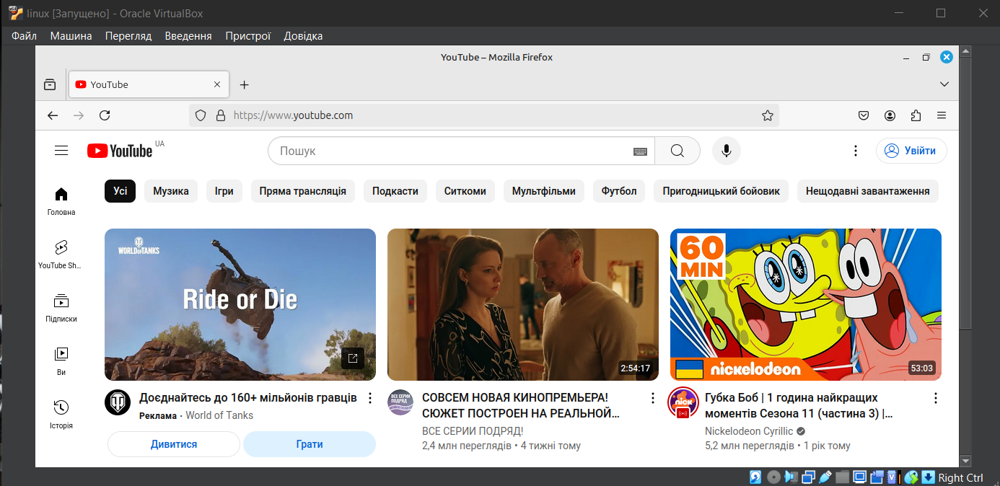 linux [Запущено] - Oracle VirtualBox
Файл Машина Перегляд Введення Пристрої Довідка
YouTube – Mozilla Firefox
YouTube
https://www.youtube.com
YouTube UA
Пошук
Увійти
Усі Музика Ігри Пряма трансляція Подкасти Ситкоми Мультфільми Футбол Пригодницький бойовик Нещодавні завантаження
Головна
YouTube Sh...
Підписки
Ви
Історія
WORLD OF TANKS
Ride or Die
Доєднайтесь до 160+ мільйонів гравців
Реклама · World of Tanks
Дивитися
Грати
2:54:17
ВСЕ СЕРИИ
ПОДРЯД
СОВСЕМ НОВАЯ КИНОПРЕМЬЕРА!
СЮЖЕТ ПОСТРОЕН НА РЕАЛЬНОЙ...
ВСЕ СЕРИИ ПОДРЯД!
2,4 млн переглядів • 4 тижні тому
60
MIN
nickelodeon
53:03
nick
Губка Боб | 1 година найкращих
моментів Сезона 11 (частина 3) |...
Nickelodeon Cyrillic
5,2 млн переглядів • 1 рік тому
Right Ctrl